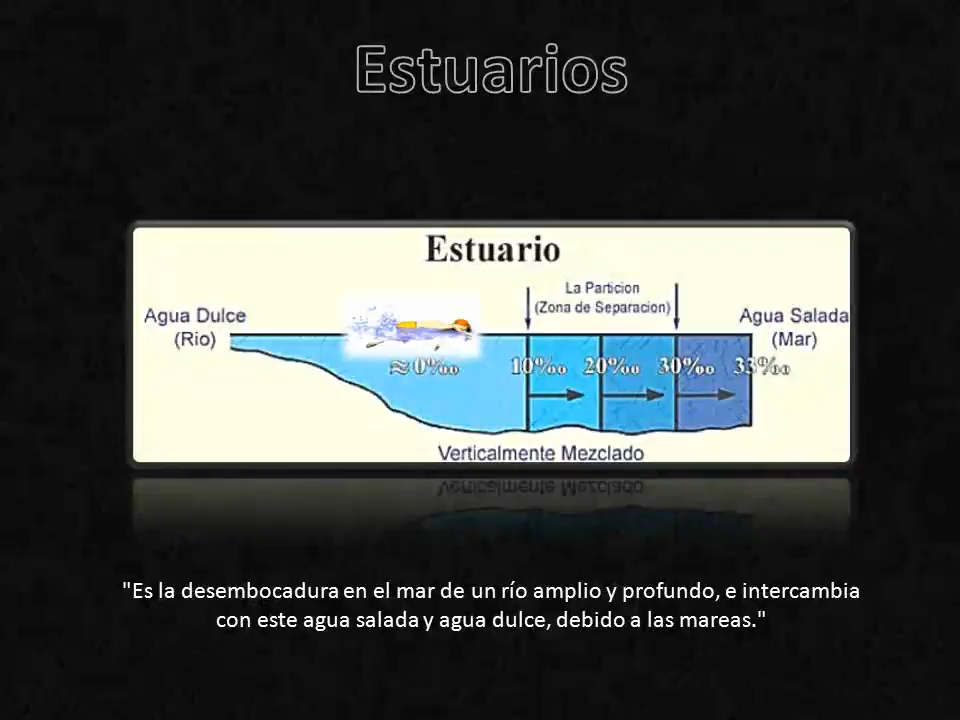 Estuarios
Estuario
La Particion
(Zona de Separacion)
Agua Dulce
(Rio)
Agua Salada
(Mar)
≈0‰ 10‰ 20‰ 30‰ 33‰
Verticalmente Mezclado
"Es la desembocadura en el mar de un río amplio y profundo, e intercambia
con este agua salada y agua dulce, debido a las mareas."